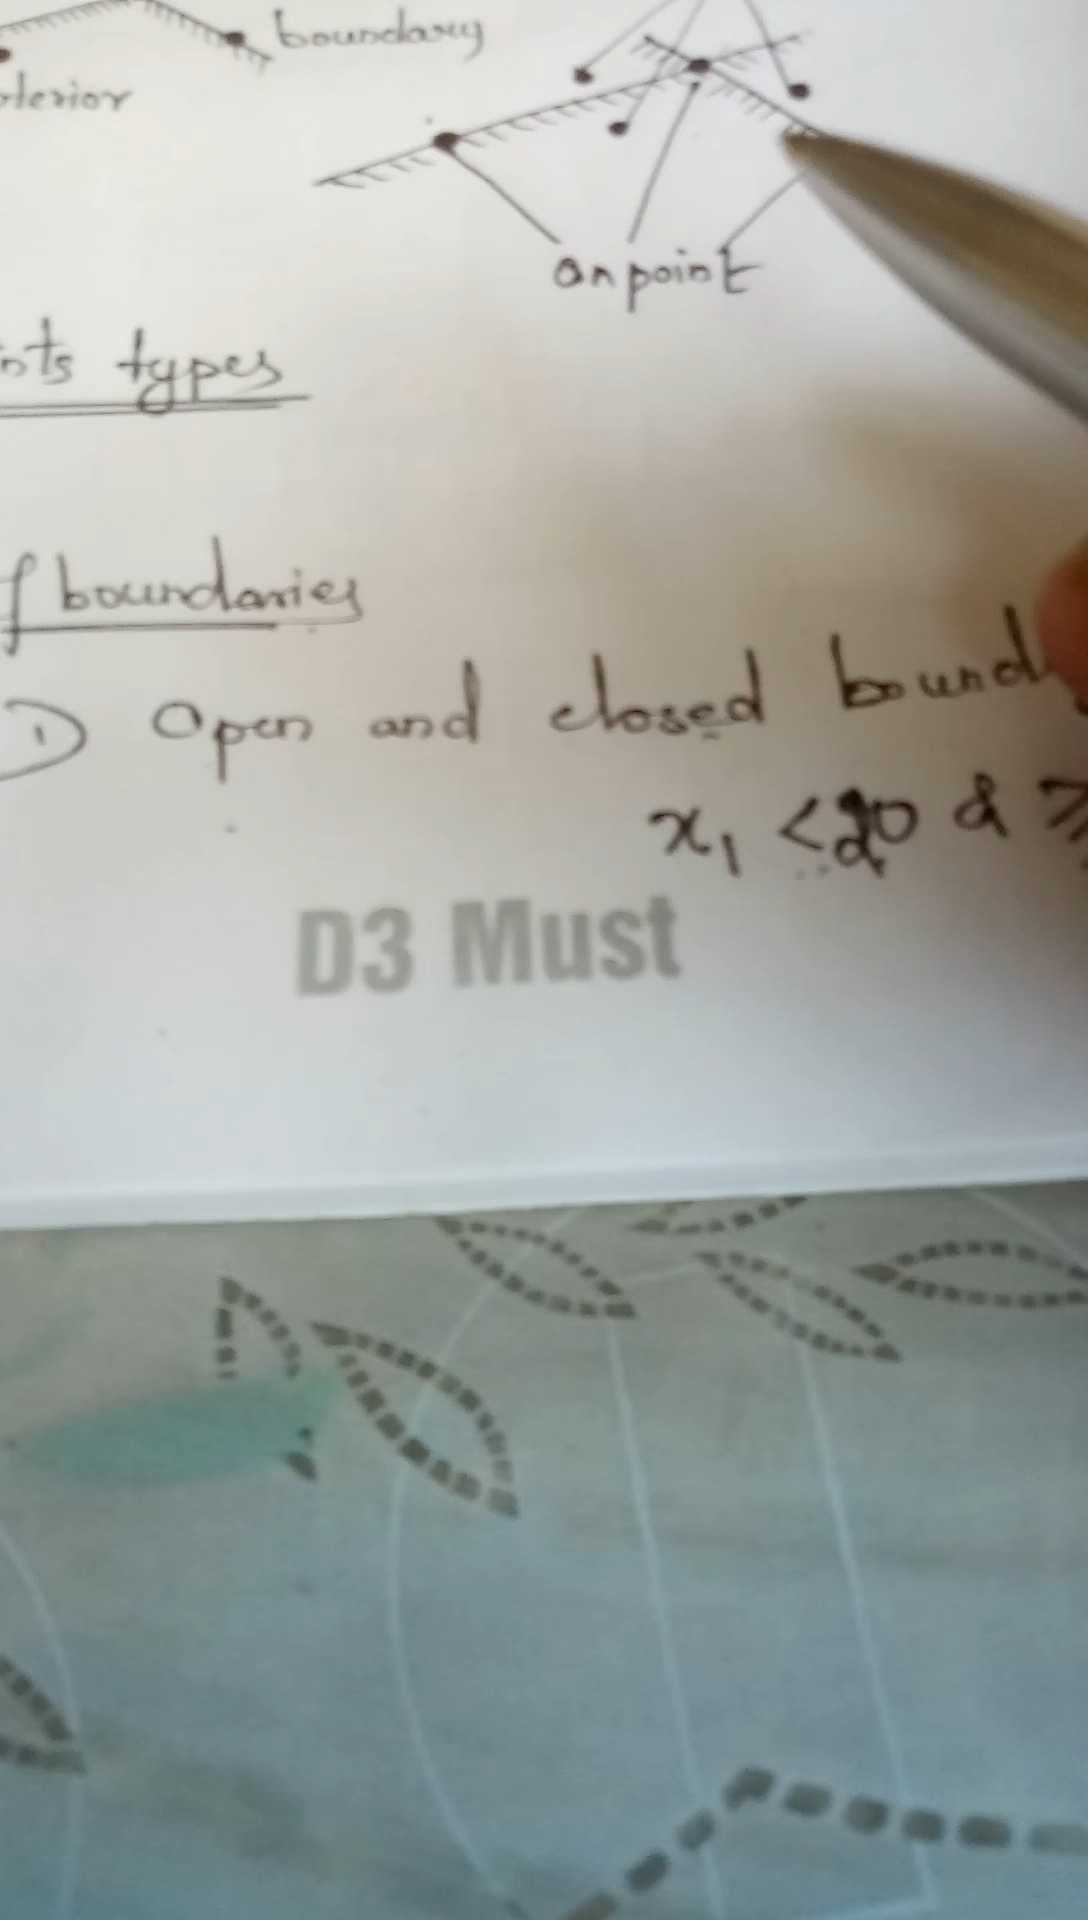 boundary
terior
on point
nts types
f boundaries
1) Open and closed bound
x₁ < 20 & ≥
D3 Must